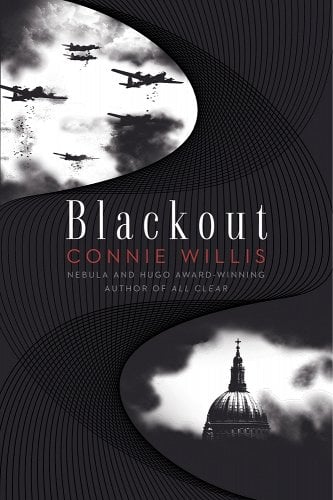 Blackout
CONNIE WILLIS
NEBULA AND HUGO AWARD-WINNING
AUTHOR OF ALL CLEAR